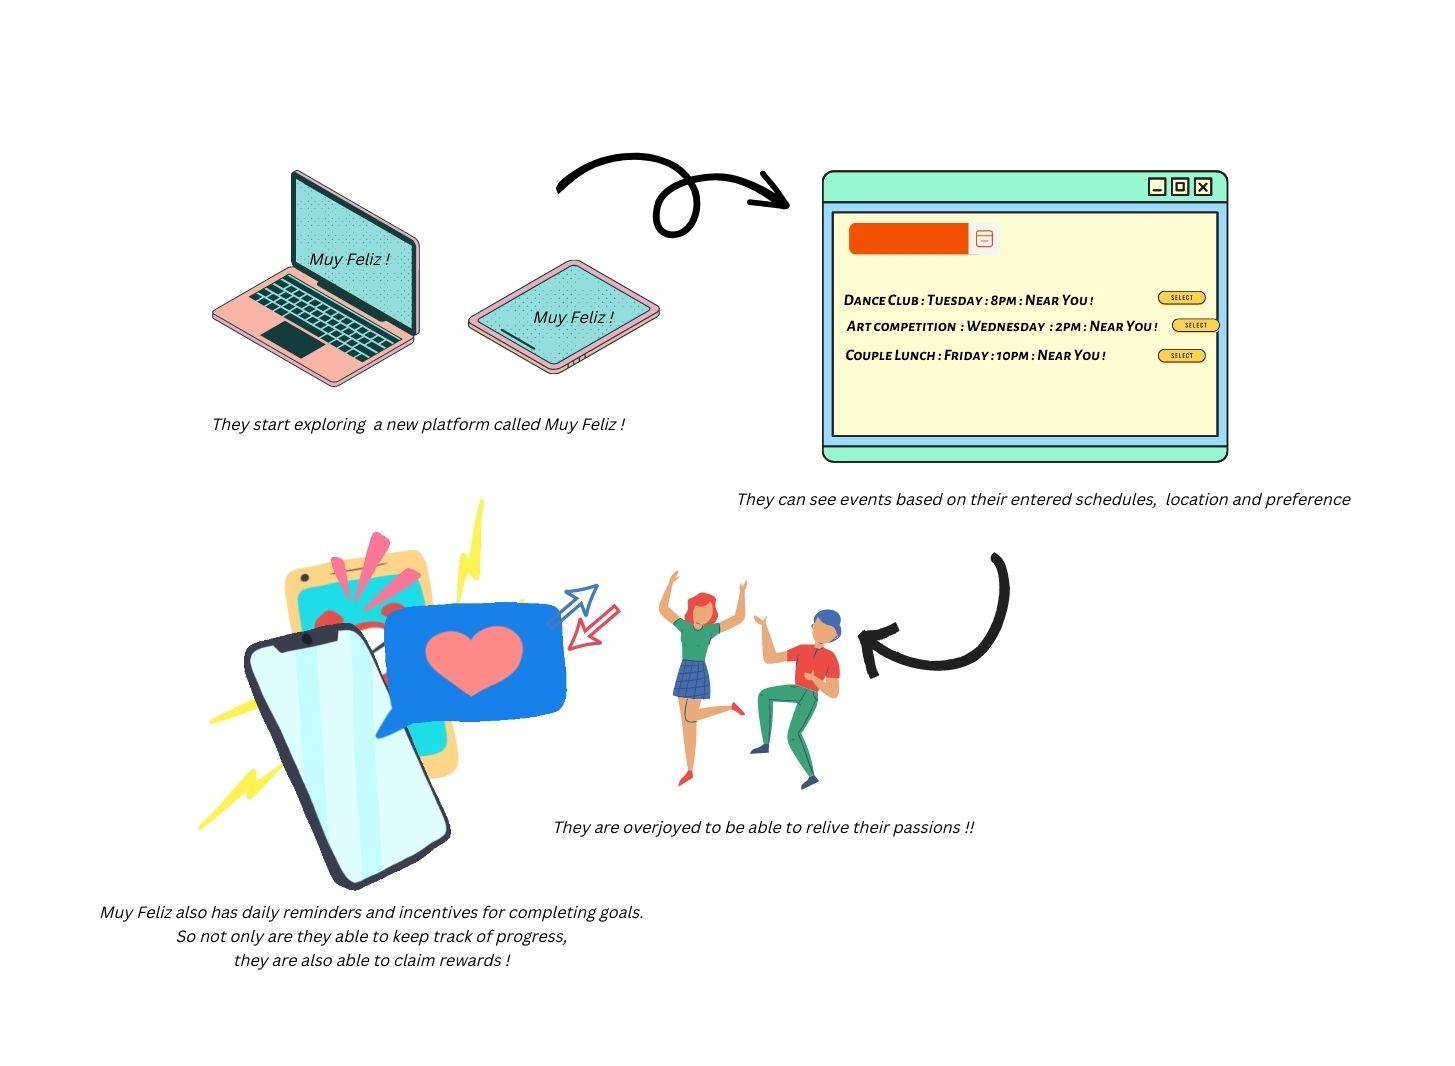 Muy Feliz !
Muy Feliz !
They start exploring a new platform called Muy Feliz !
Dance Club : Tuesday : 8pm : Near You !
SELECT
Art competition : Wednesday : 2pm : Near You !
SELECT
Couple Lunch : Friday : 10pm : Near You !
SELECT
They can see events based on their entered schedules, location and preference
They are overjoyed to be able to relive their passions !!
Muy Feliz also has daily reminders and incentives for completing goals.
So not only are they able to keep track of progress,
they are also able to claim rewards !